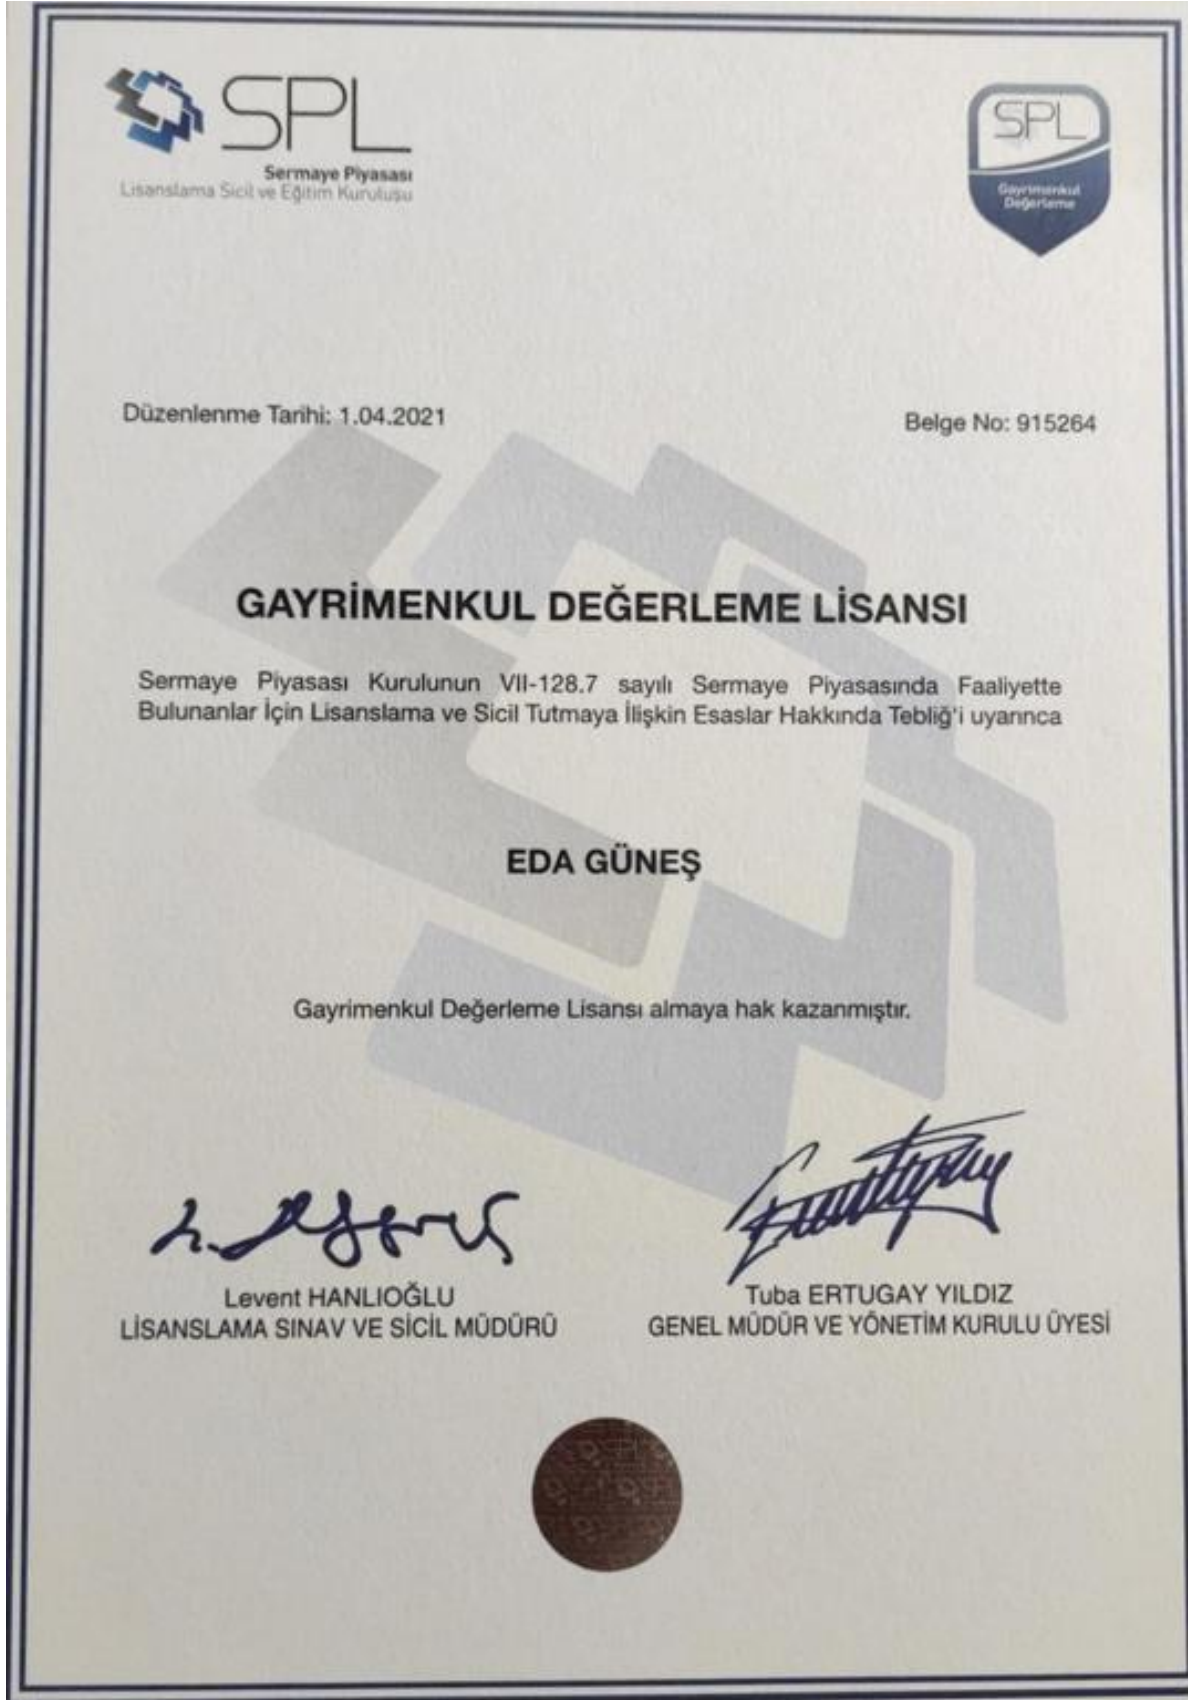 SPL
Sermaye Piyasası
Lisanslama Sicil ve Eğitim Kuruluşu
SPL
Gayrimenkul
Değerleme
Düzenlenme Tarihi: 1.04.2021
Belge No: 915264
GAYRİMENKUL DEĞERLEME LİSANSI
Sermaye Piyasası Kurulunun VII-128.7 sayılı Sermaye Piyasasında Faaliyette
Bulunanlar İçin Lisanslama ve Sicil Tutmaya İlişkin Esaslar Hakkında Tebliğ'i uyarınca
EDA GÜNEŞ
Gayrimenkul Değerleme Lisansı almaya hak kazanmıştır.
Levent HANLIOĞLU
LİSANSLAMA SINAV VE SİCİL MÜDÜRÜ
Tuba ERTUGAY YILDIZ
GENEL MÜDÜR VE YÖNETİM KURULU ÜYESİ